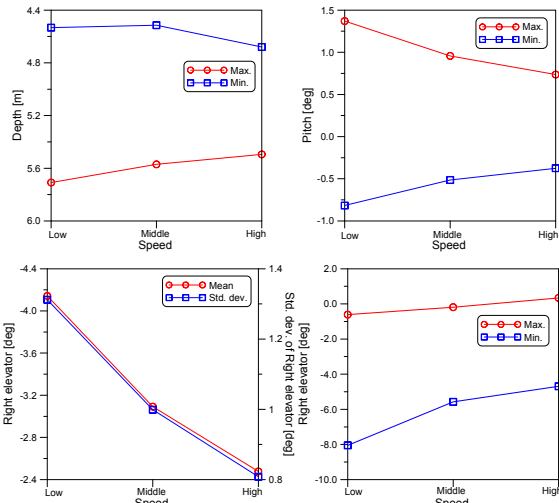 4.4
4.8
5.2
5.6
6.0
Depth [m]
Max.
Min.
Low
Middle
High
Speed
1.5
1.0
0.5
0.0
-0.5
-1.0
Pitch [deg]
Max.
Min.
Low
Middle
High
Speed
-4.4
-4.0
-3.6
-3.2
-2.8
-2.4
Right elevator [deg]
Mean
Std. dev.
1.4
1.2
1
0.8
Std. dev. of Right elevator [deg]
Low
Middle
High
Speed
2.0
0.0
-2.0
-4.0
-6.0
-8.0
-10.0
Right elevator [deg]
Max.
Min.
Low
Middle
High
Speed